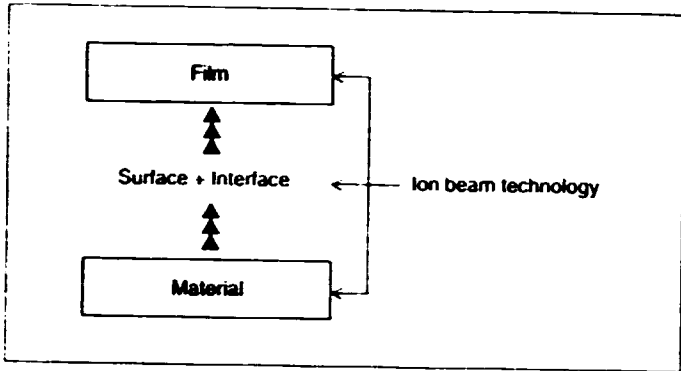 Film
Surface + Interface
Ion beam technology
Material